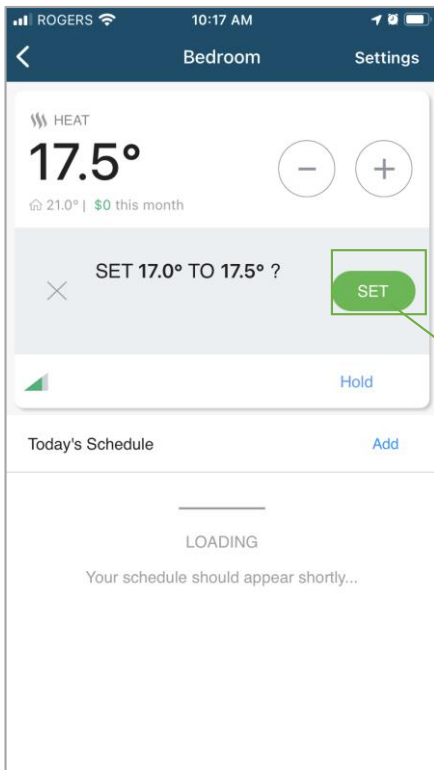 ROGERS 10:17 AM
Bedroom Settings
HEAT
17.5°
21.0° | $0 this month
SET 17.0° TO 17.5° ?
SET
Hold
Today's Schedule Add
LOADING
Your schedule should appear shortly...